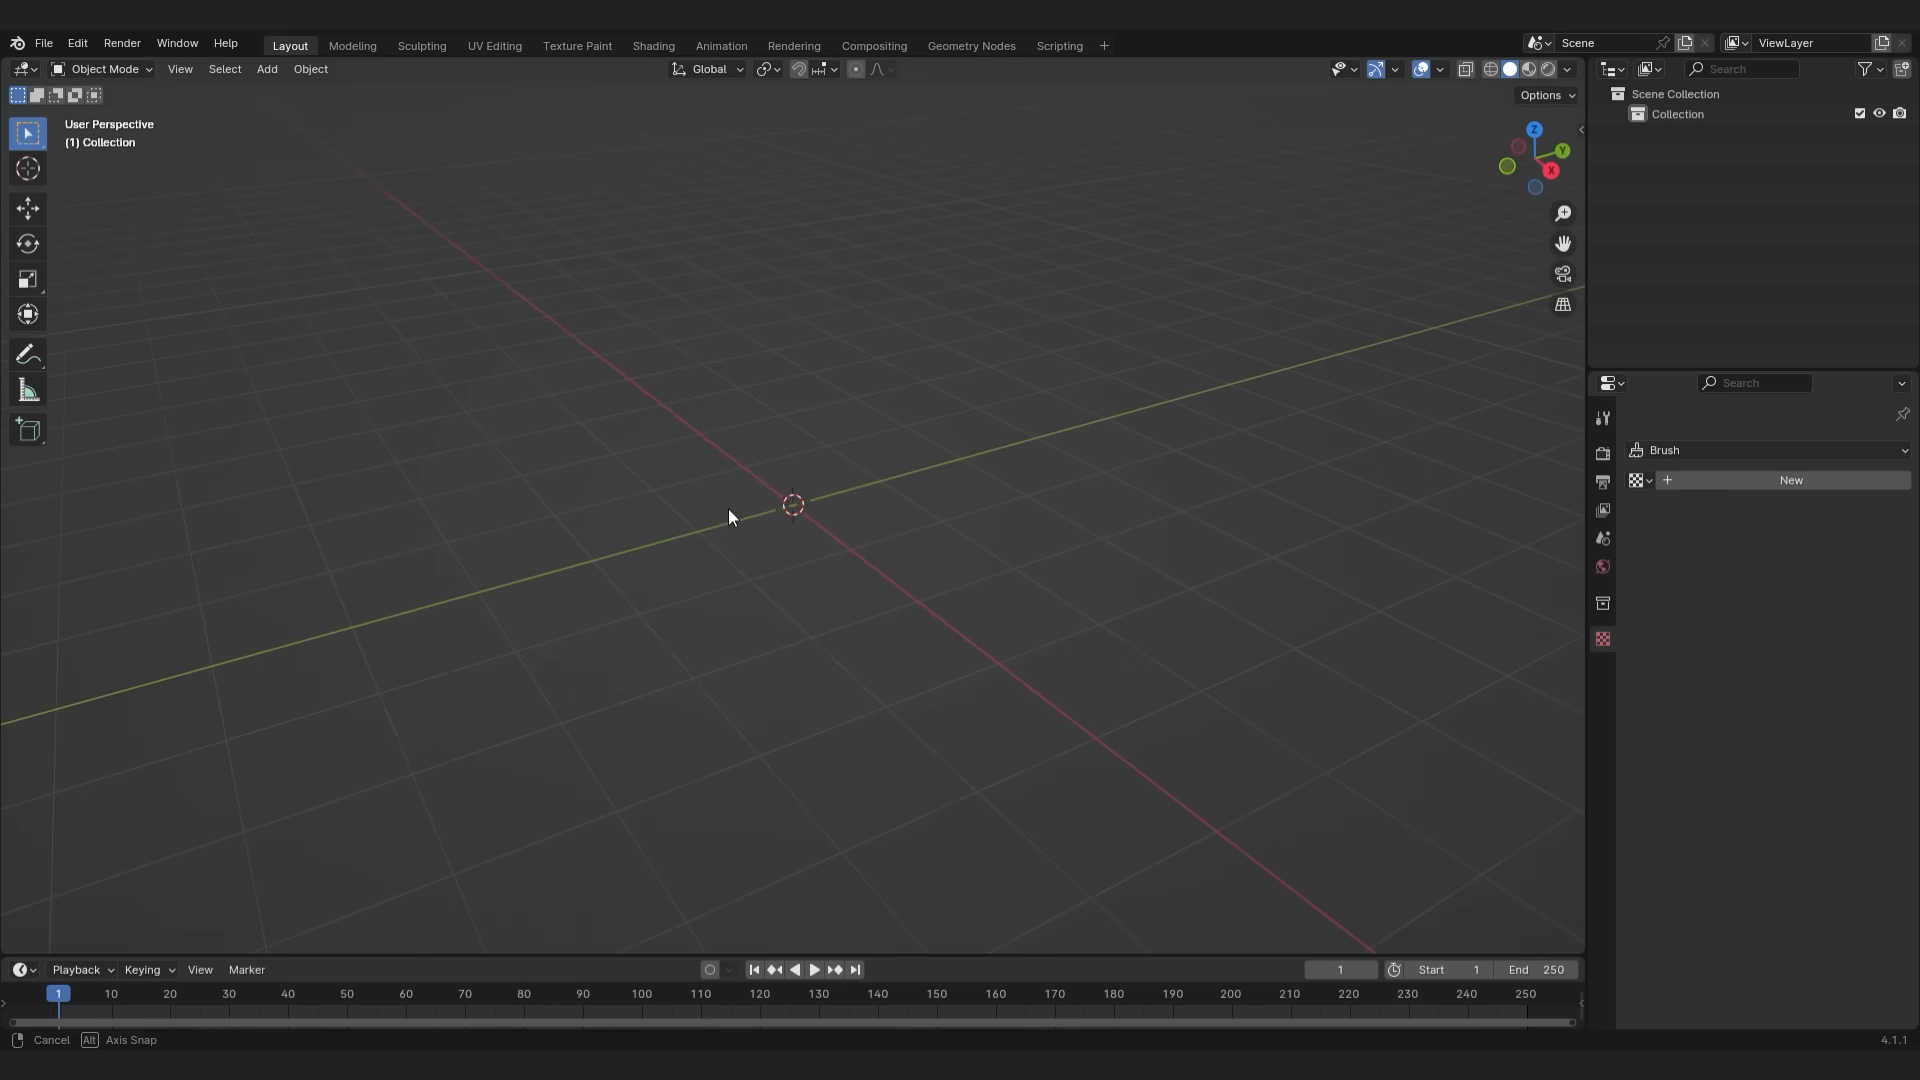 File Edit Render Window Help Layout Modeling Sculpting UV Editing Texture Paint Shading Animation Rendering Compositing Geometry Nodes Scripting + Scene ViewLayer
Object Mode View Select Add Object Global Search
Options
Scene Collection
Collection
User Perspective
(1) Collection
Z
Y
X
Search
Brush
New
Playback Keying View Marker 1 Start 1 End 250
1 10 20 30 40 50 60 70 80 90 100 110 120 130 140 150 160 170 180 190 200 210 220 230 240 250
Cancel Alt Axis Snap 4.1.1